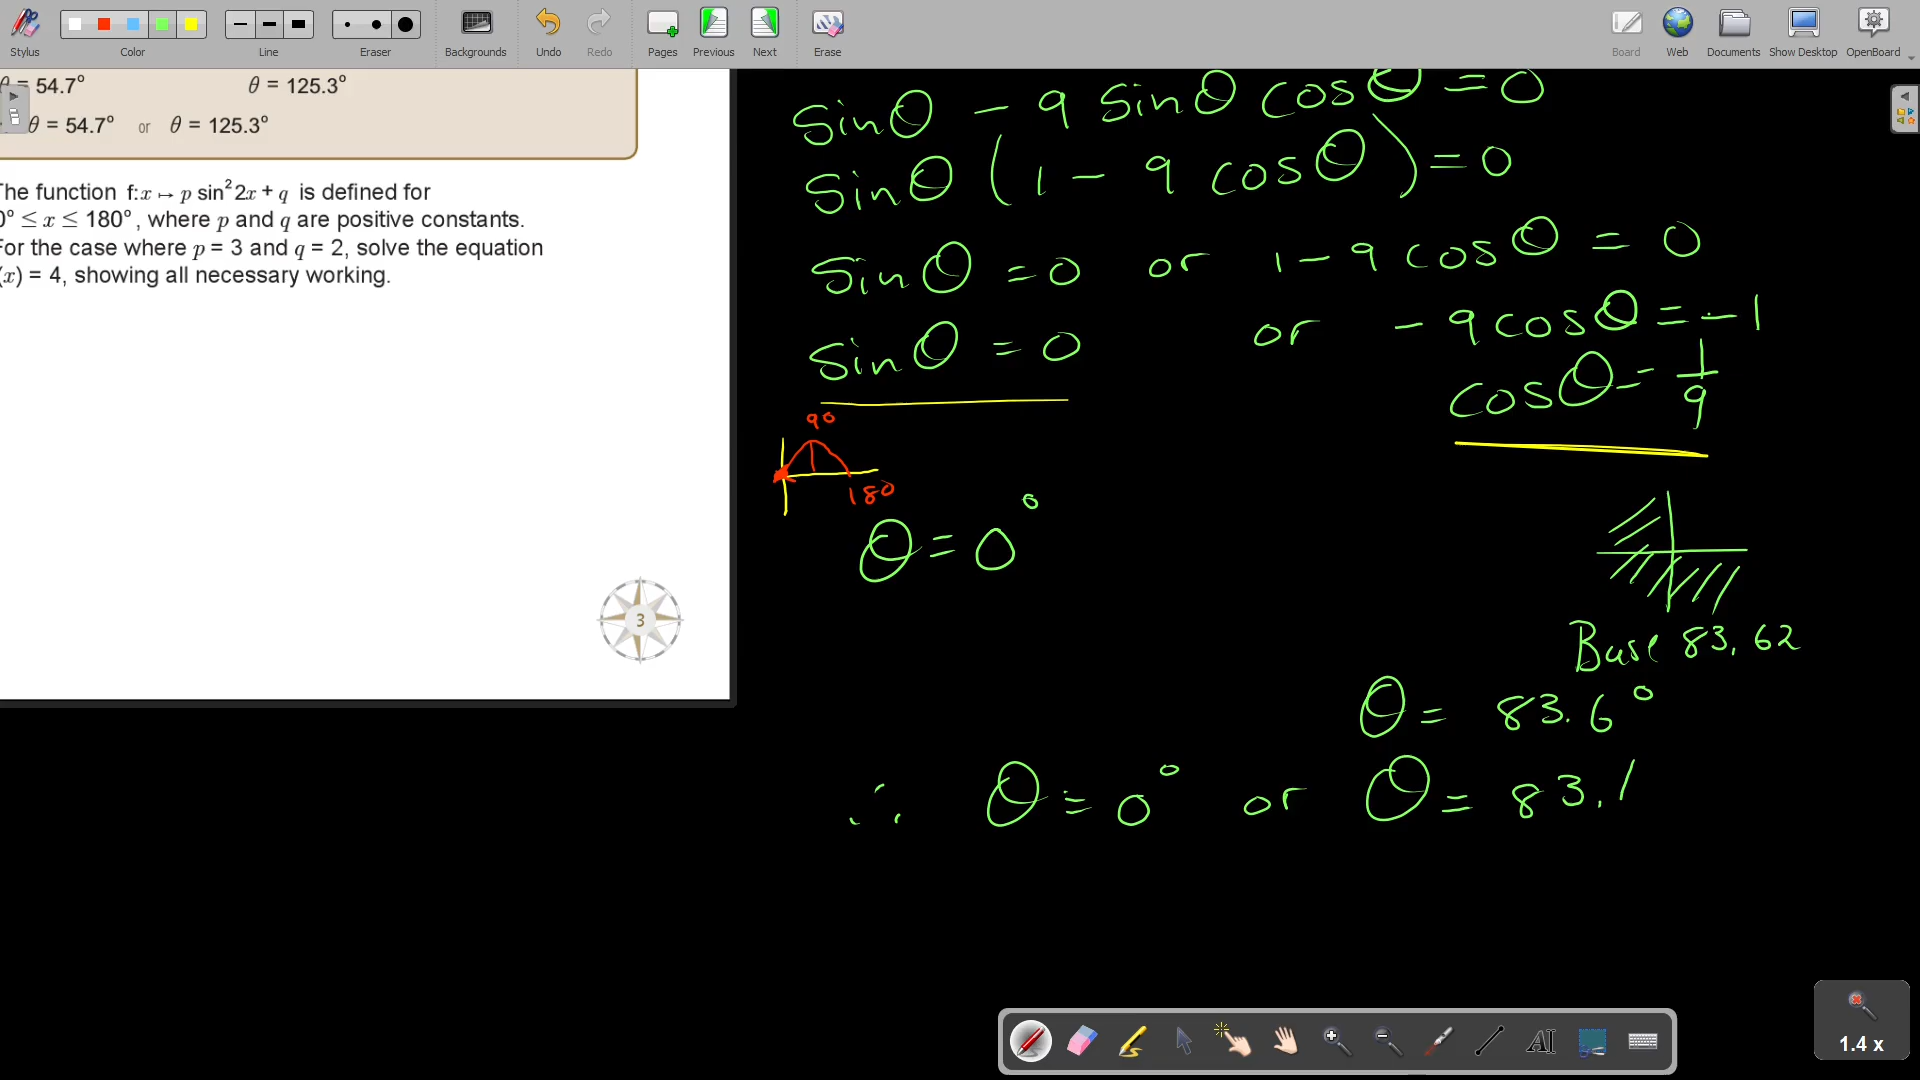 Stylus
Color
Line
Eraser
Backgrounds
Undo
Redo
Pages
Previous
Next
Erase
Board
Web
Documents
Show Desktop
OpenBoard
θ = 54.7° θ = 125.3°
θ = 54.7° or θ = 125.3°
The function f:x ↦ p sin²2x + q is defined for
0° ≤ x ≤ 180°, where p and q are positive constants.
For the case where p = 3 and q = 2, solve the equation
(x) = 4, showing all necessary working.
3
sinθ - 9 sinθ cosθ = 0
sinθ (1 - 9 cosθ) = 0
sinθ = 0 or 1 - 9 cosθ = 0
sinθ = 0 or - 9cosθ = -1
cosθ = 1/9
90
180
θ = 0°
Base 83.62
θ = 83.6°
∴ θ = 0° or θ = 83.
1.4 x